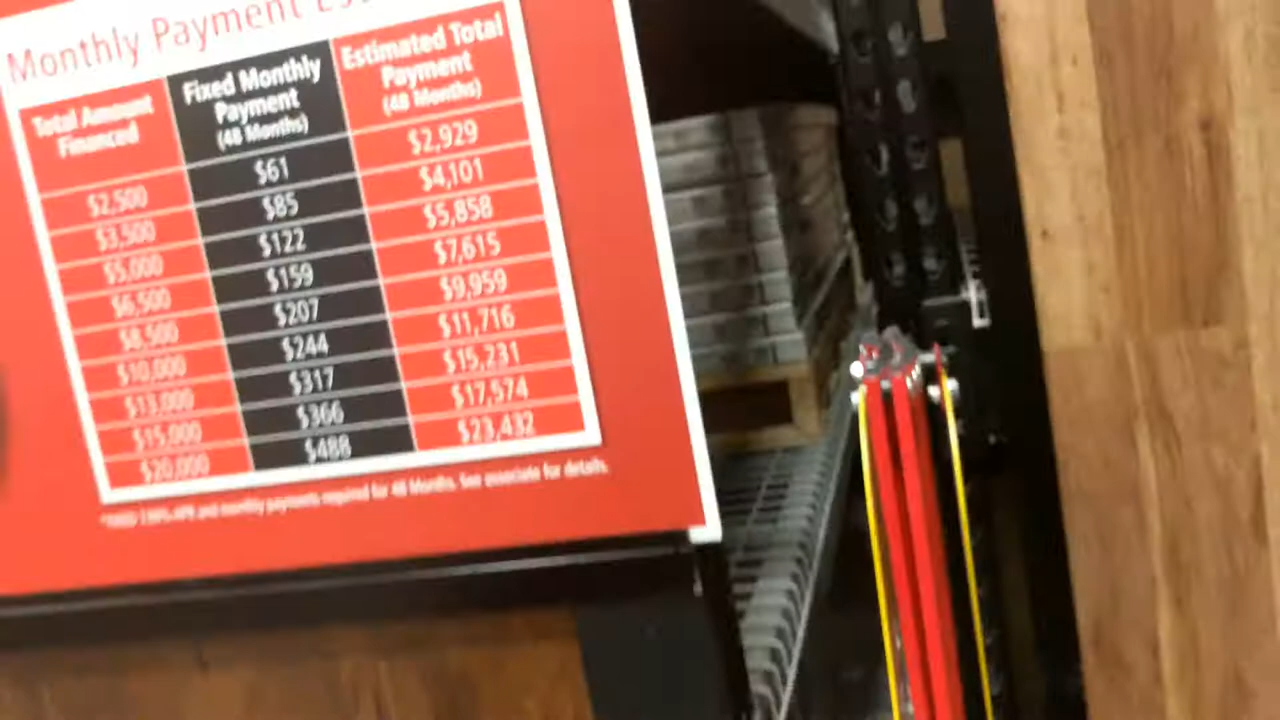 Monthly Payment
Total Amount
Financed
Fixed Monthly
Payment
(48 Months)
Estimated Total
Payment
(48 Months)
$2,500 $61 $2,929
$3,500 $85 $4,101
$5,000 $122 $5,858
$6,500 $159 $7,615
$8,500 $207 $9,959
$10,000 $244 $11,716
$13,000 $317 $15,231
$15,000 $366 $17,574
$20,000 $488 $23,432
and monthly payments required for 48 Months. See associate for details.